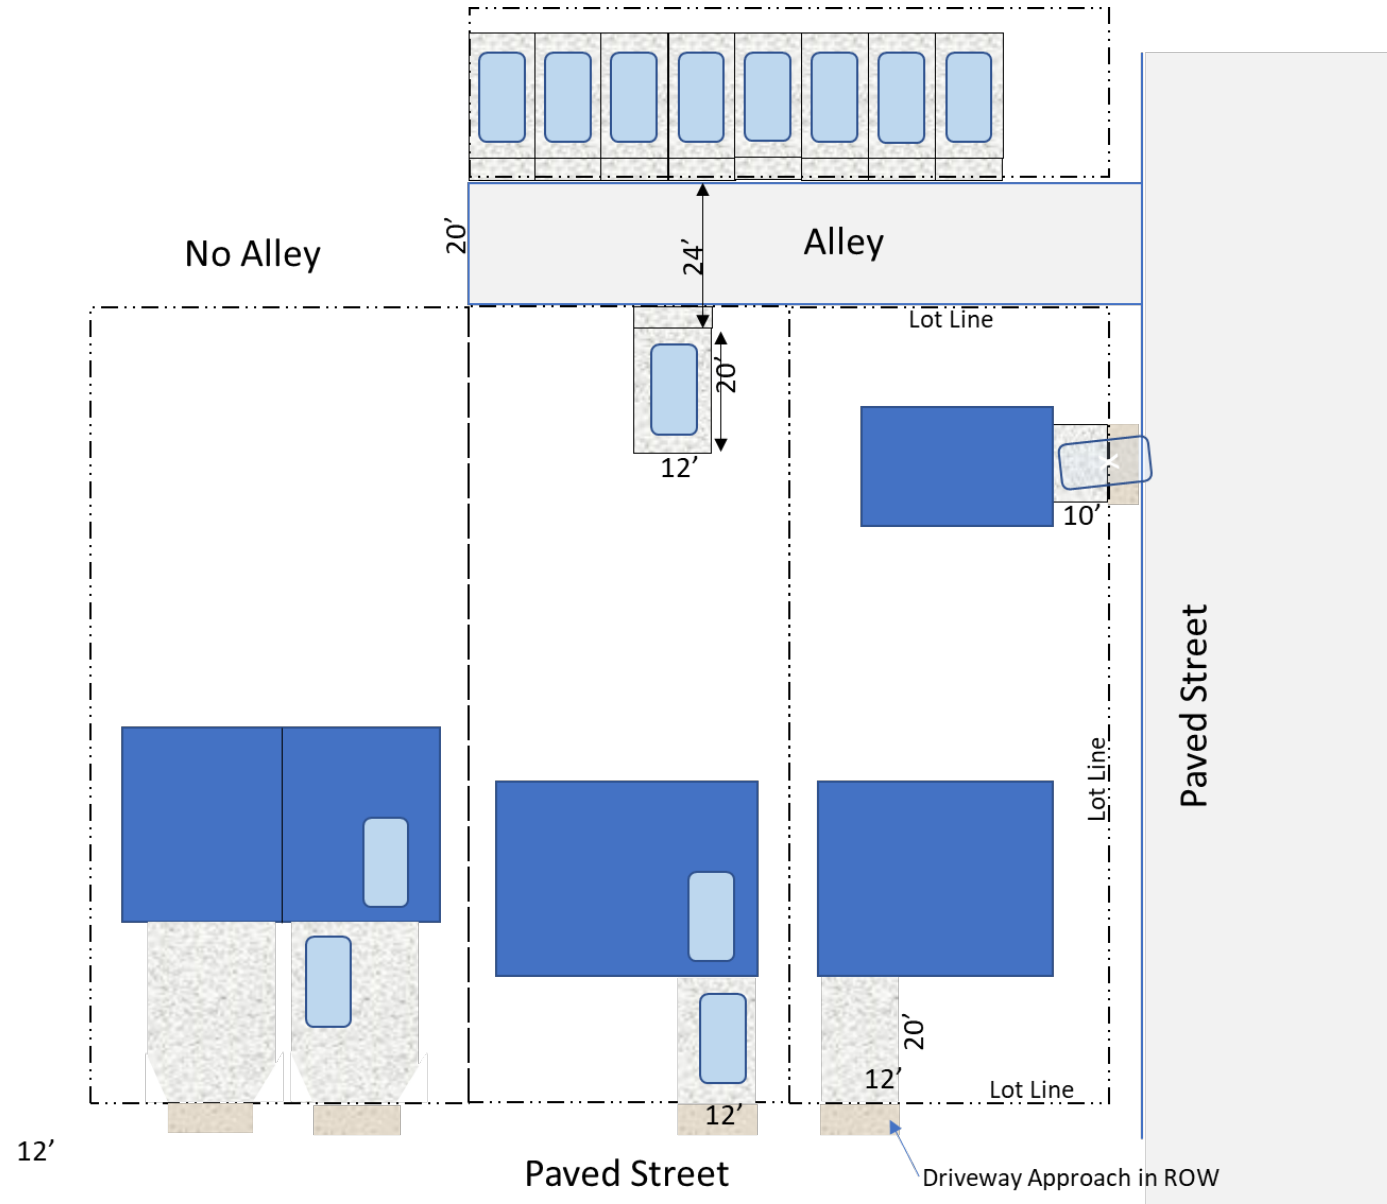 20’
24’
Alley
No Alley
Lot Line
20’
12’
10’
Paved Street
Lot Line
20’
12’
Lot Line
12’
12’
Paved Street
Driveway Approach in ROW